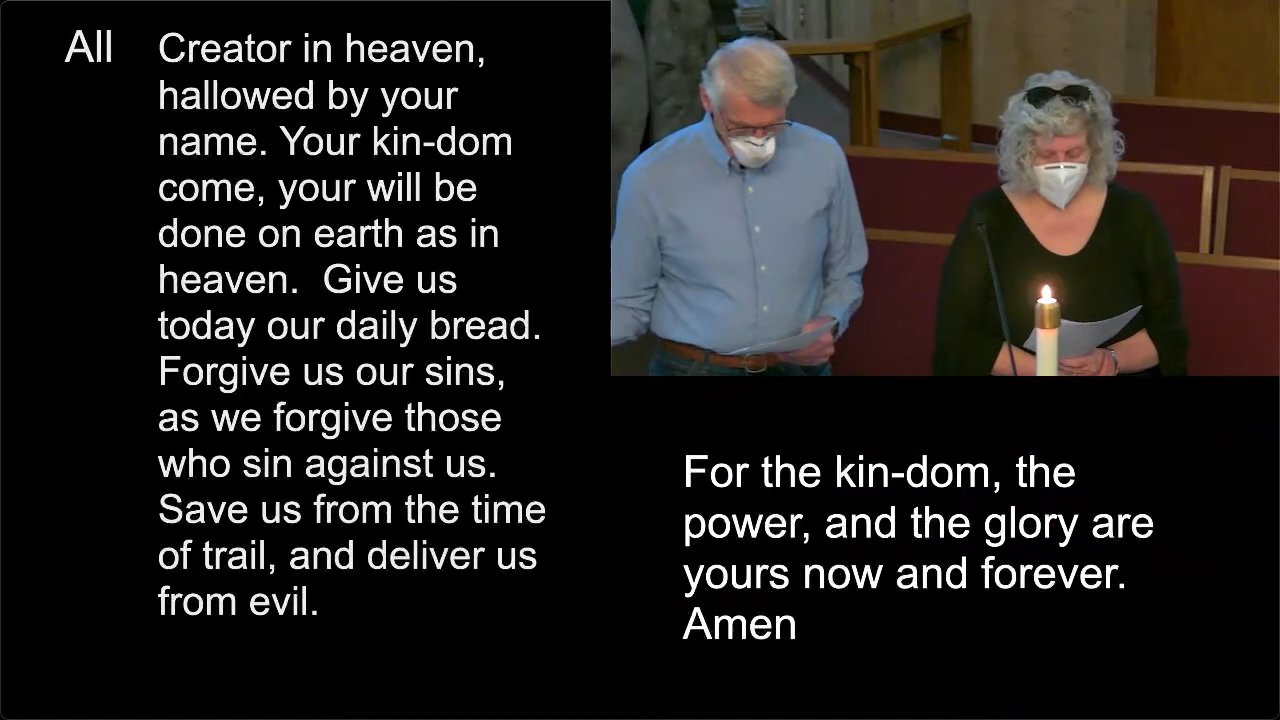 All Creator in heaven,
hallowed by your
name. Your kin-dom
come, your will be
done on earth as in
heaven.  Give us
today our daily bread.
Forgive us our sins,
as we forgive those
who sin against us.
Save us from the time
of trail, and deliver us
from evil.
For the kin-dom, the
power, and the glory are
yours now and forever.
Amen